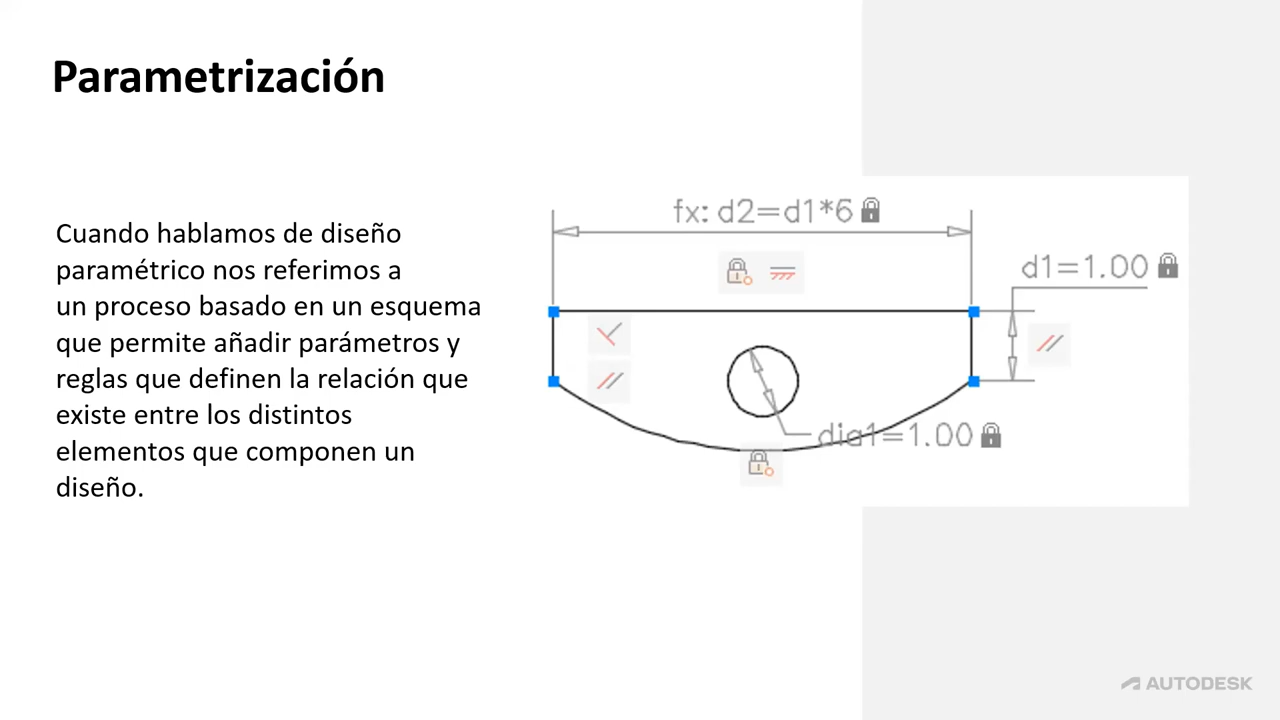 Parametrización
Cuando hablamos de diseño
paramétrico nos referimos a
un proceso basado en un esquema
que permite añadir parámetros y
reglas que definen la relación que
existe entre los distintos
elementos que componen un
diseño.
fx: d2=d1*6
d1=1.00
dia1=1.00
AUTODESK